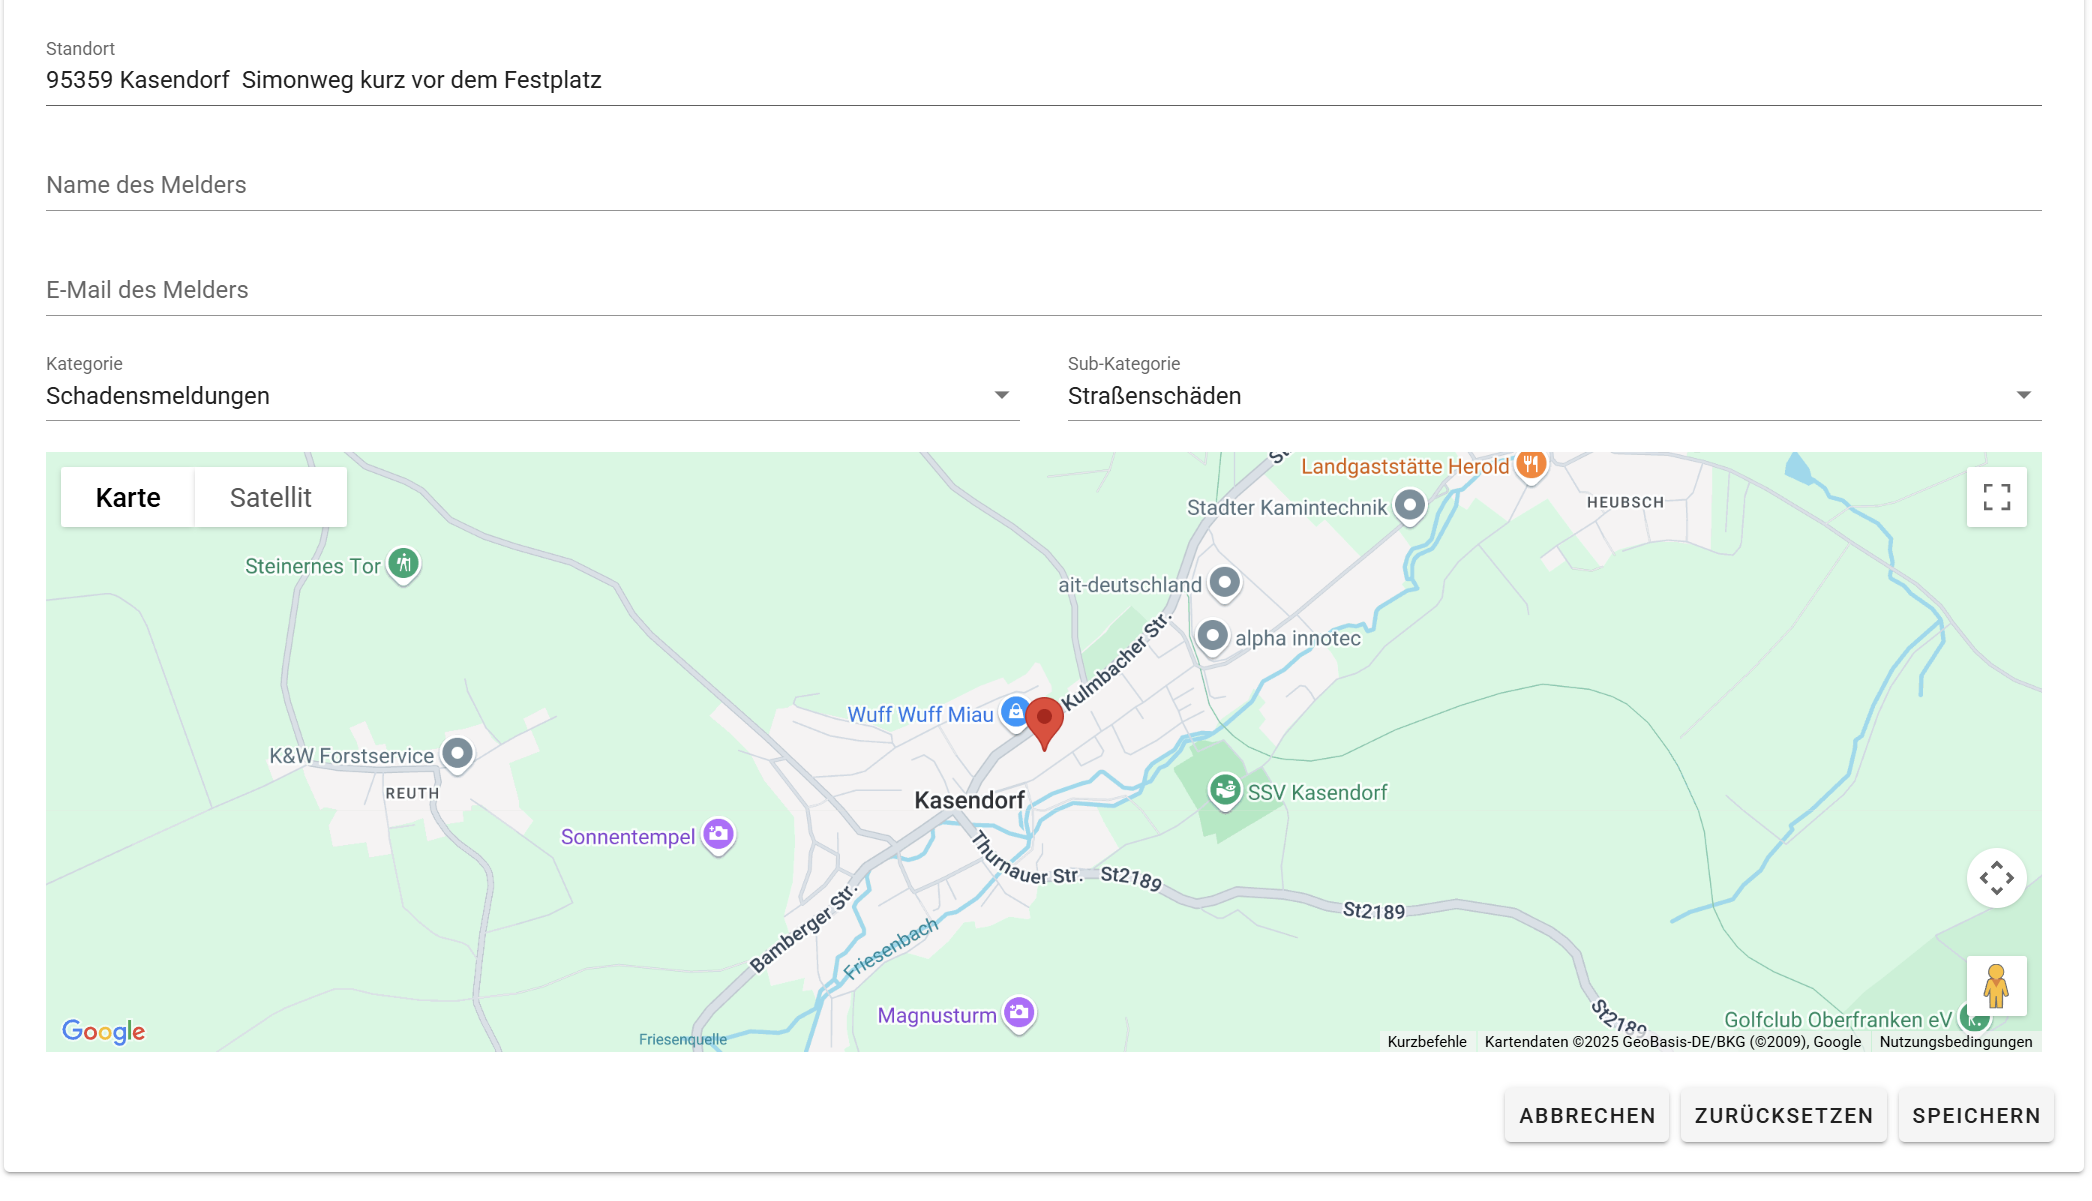 Standort
95359 Kasendorf  Simonweg kurz vor dem Festplatz
Name des Melders
E-Mail des Melders
Kategorie
Schadensmeldungen
Sub-Kategorie
Straßenschäden
Karte
Satellit
Landgaststätte Herold
HEUBSCH
Stadter Kamintechnik
Steinernes Tor
ait-deutschland
alpha innotec
Kulmbacher Str.
Wuff Wuff Miau
K&W Forstservice
REUTH
Kasendorf
SSV Kasendorf
Sonnentempel
Thurnauer Str.
St2189
St2189
Bamberger Str.
Friesenbach
Magnusturm
St2189
Golfclub Oberfranken eV
Friesenquelle
Google
Kurzbefehle
Kartendaten ©2025 GeoBasis-DE/BKG (©2009), Google
Nutzungsbedingungen
ABBRECHEN
ZURÜCKSETZEN
SPEICHERN